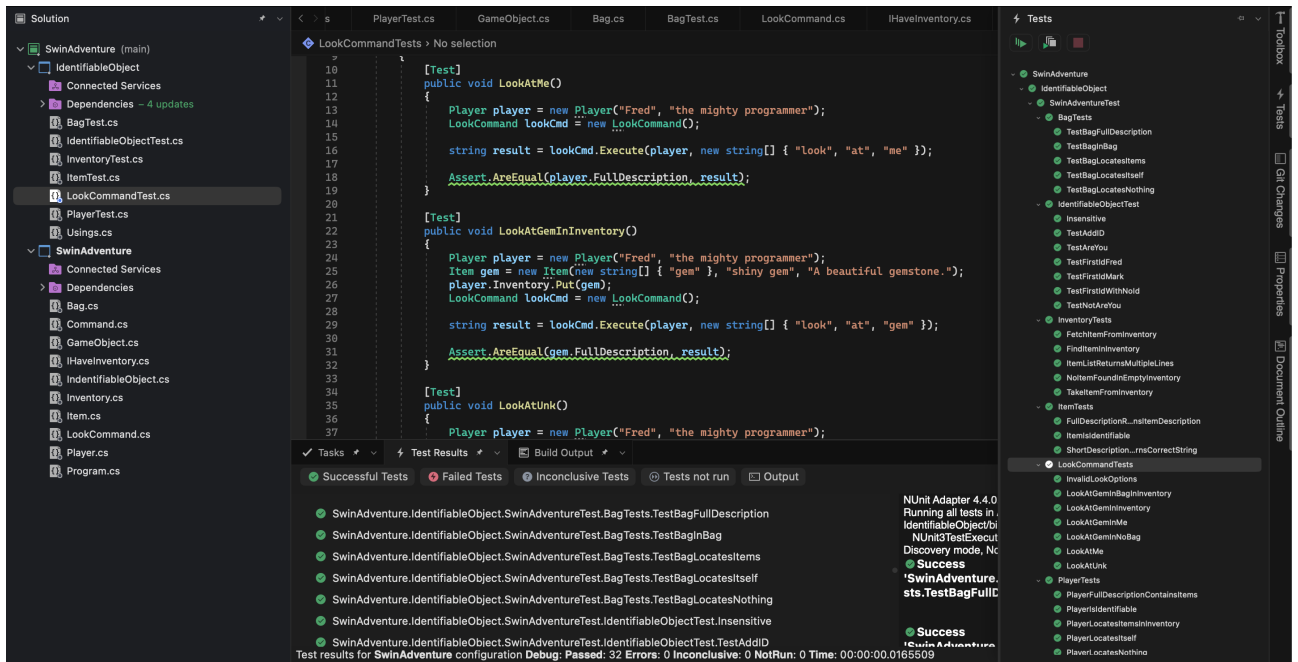 Solution
SwinAdventure (main)
IdentifiableObject
Connected Services
Dependencies – 4 updates
BagTest.cs
IdentifiableObjectTest.cs
InventoryTest.cs
ItemTest.cs
LookCommandTest.cs
PlayerTest.cs
Usings.cs
SwinAdventure
Connected Services
Dependencies
Bag.cs
Command.cs
GameObject.cs
IHaveInventory.cs
IndentifiableObject.cs
Inventory.cs
Item.cs
LookCommand.cs
Player.cs
Program.cs
s PlayerTest.cs GameObject.cs Bag.cs BagTest.cs LookCommand.cs IHaveInventory.cs
LookCommandTests › No selection
9 {
10 [Test]
11 public void LookAtMe()
12 {
13 Player player = new Player("Fred", "the mighty programmer");
14 LookCommand lookCmd = new LookCommand();
15
16 string result = lookCmd.Execute(player, new string[] { "look", "at", "me" });
17
18 Assert.AreEqual(player.FullDescription, result);
19 }
20
21 [Test]
22 public void LookAtGemInInventory()
23 {
24 Player player = new Player("Fred", "the mighty programmer");
25 Item gem = new Item(new string[] { "gem" }, "shiny gem", "A beautiful gemstone.");
26 player.Inventory.Put(gem);
27 LookCommand lookCmd = new LookCommand();
28
29 string result = lookCmd.Execute(player, new string[] { "look", "at", "gem" });
30
31 Assert.AreEqual(gem.FullDescription, result);
32 }
33
34 [Test]
35 public void LookAtUnk()
36 {
37 Player player = new Player("Fred", "the mighty programmer");
Tasks Test Results Build Output
Successful Tests Failed Tests Inconclusive Tests Tests not run Output
SwinAdventure.IdentifiableObject.SwinAdventureTest.BagTests.TestBagFullDescription
SwinAdventure.IdentifiableObject.SwinAdventureTest.BagTests.TestBagInBag
SwinAdventure.IdentifiableObject.SwinAdventureTest.BagTests.TestBagLocatesItems
SwinAdventure.IdentifiableObject.SwinAdventureTest.BagTests.TestBagLocatesItself
SwinAdventure.IdentifiableObject.SwinAdventureTest.BagTests.TestBagLocatesNothing
SwinAdventure.IdentifiableObject.SwinAdventureTest.IdentifiableObjectTest.Insensitive
SwinAdventure.IdentifiableObject.SwinAdventureTest.IdentifiableObjectTest.TestAddID
NUnit Adapter 4.4.0
Running all tests in
IdentifiableObject/bi
NUnit3TestExecut
Discovery mode, No
Success
'SwinAdventure.
sts.TestBagFullD
Success
'SwinAdventure
Test results for SwinAdventure configuration Debug: Passed: 32 Errors: 0 Inconclusive: 0 NotRun: 0 Time: 00:00:00.0165509
Tests
SwinAdventure
IdentifiableObject
SwinAdventureTest
BagTests
TestBagFullDescription
TestBagInBag
TestBagLocatesItems
TestBagLocatesItself
TestBagLocatesNothing
IdentifiableObjectTest
Insensitive
TestAddID
TestAreYou
TestFirstIdFred
TestFirstIdMark
TestFirstIdWithNoId
TestNotAreYou
InventoryTests
FetchItemFromInventory
FindItemInInventory
ItemListReturnsMultipleLines
NoItemFoundInEmptyInventory
TakeItemFromInventory
ItemTests
FullDescriptionR...nsItemDescription
ItemIsIdentifiable
ShortDescription...rnsCorrectString
LookCommandTests
InvalidLookOptions
LookAtGemInBagInInventory
LookAtGemInInventory
LookAtGemInMe
LookAtGemInNoBag
LookAtMe
LookAtUnk
PlayerTests
PlayerFullDescriptionContainsItems
PlayerIsIdentifiable
PlayerLocatesItemsInInventory
PlayerLocatesItself
PlayerLocatesNothing
Toolbox
Tests
Git Changes
Properties
Document Outline